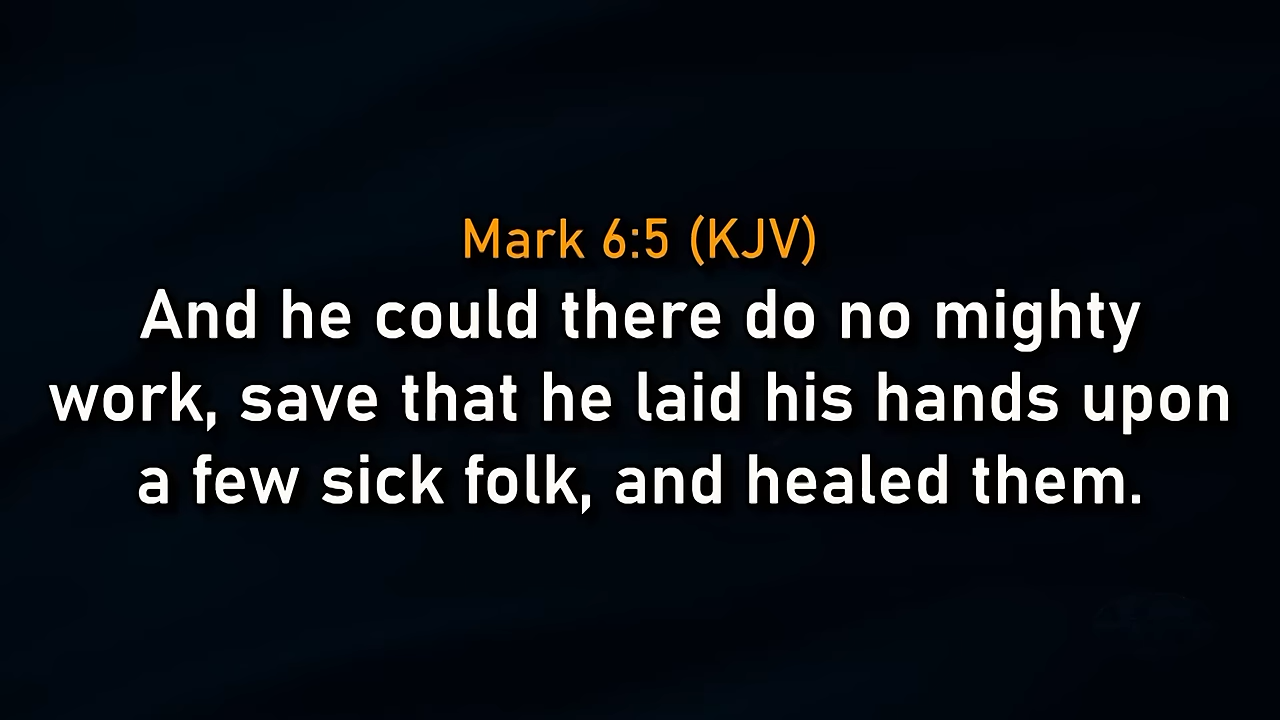 Mark 6:5 (KJV)
And he could there do no mighty
work, save that he laid his hands upon
a few sick folk, and healed them.